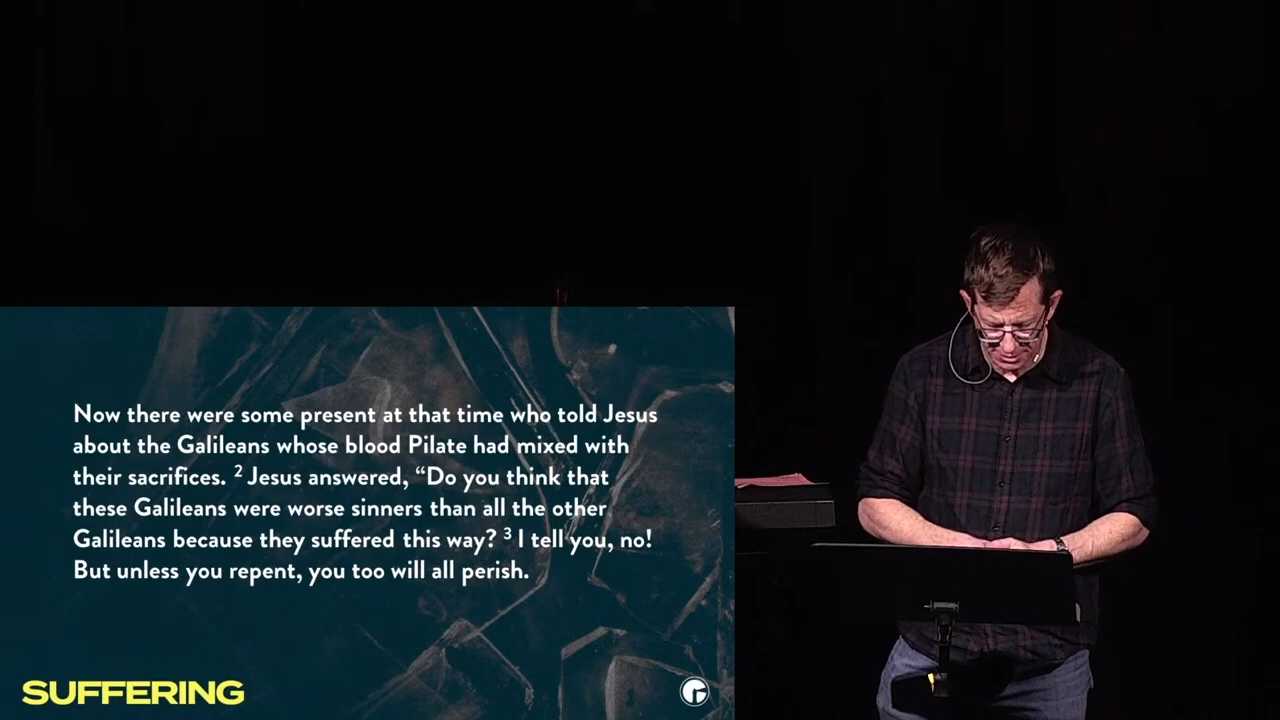 Now there were some present at that time who told Jesus
about the Galileans whose blood Pilate had mixed with
their sacrifices. ² Jesus answered, “Do you think that
these Galileans were worse sinners than all the other
Galileans because they suffered this way? ³ I tell you, no!
But unless you repent, you too will all perish.
SUFFERING